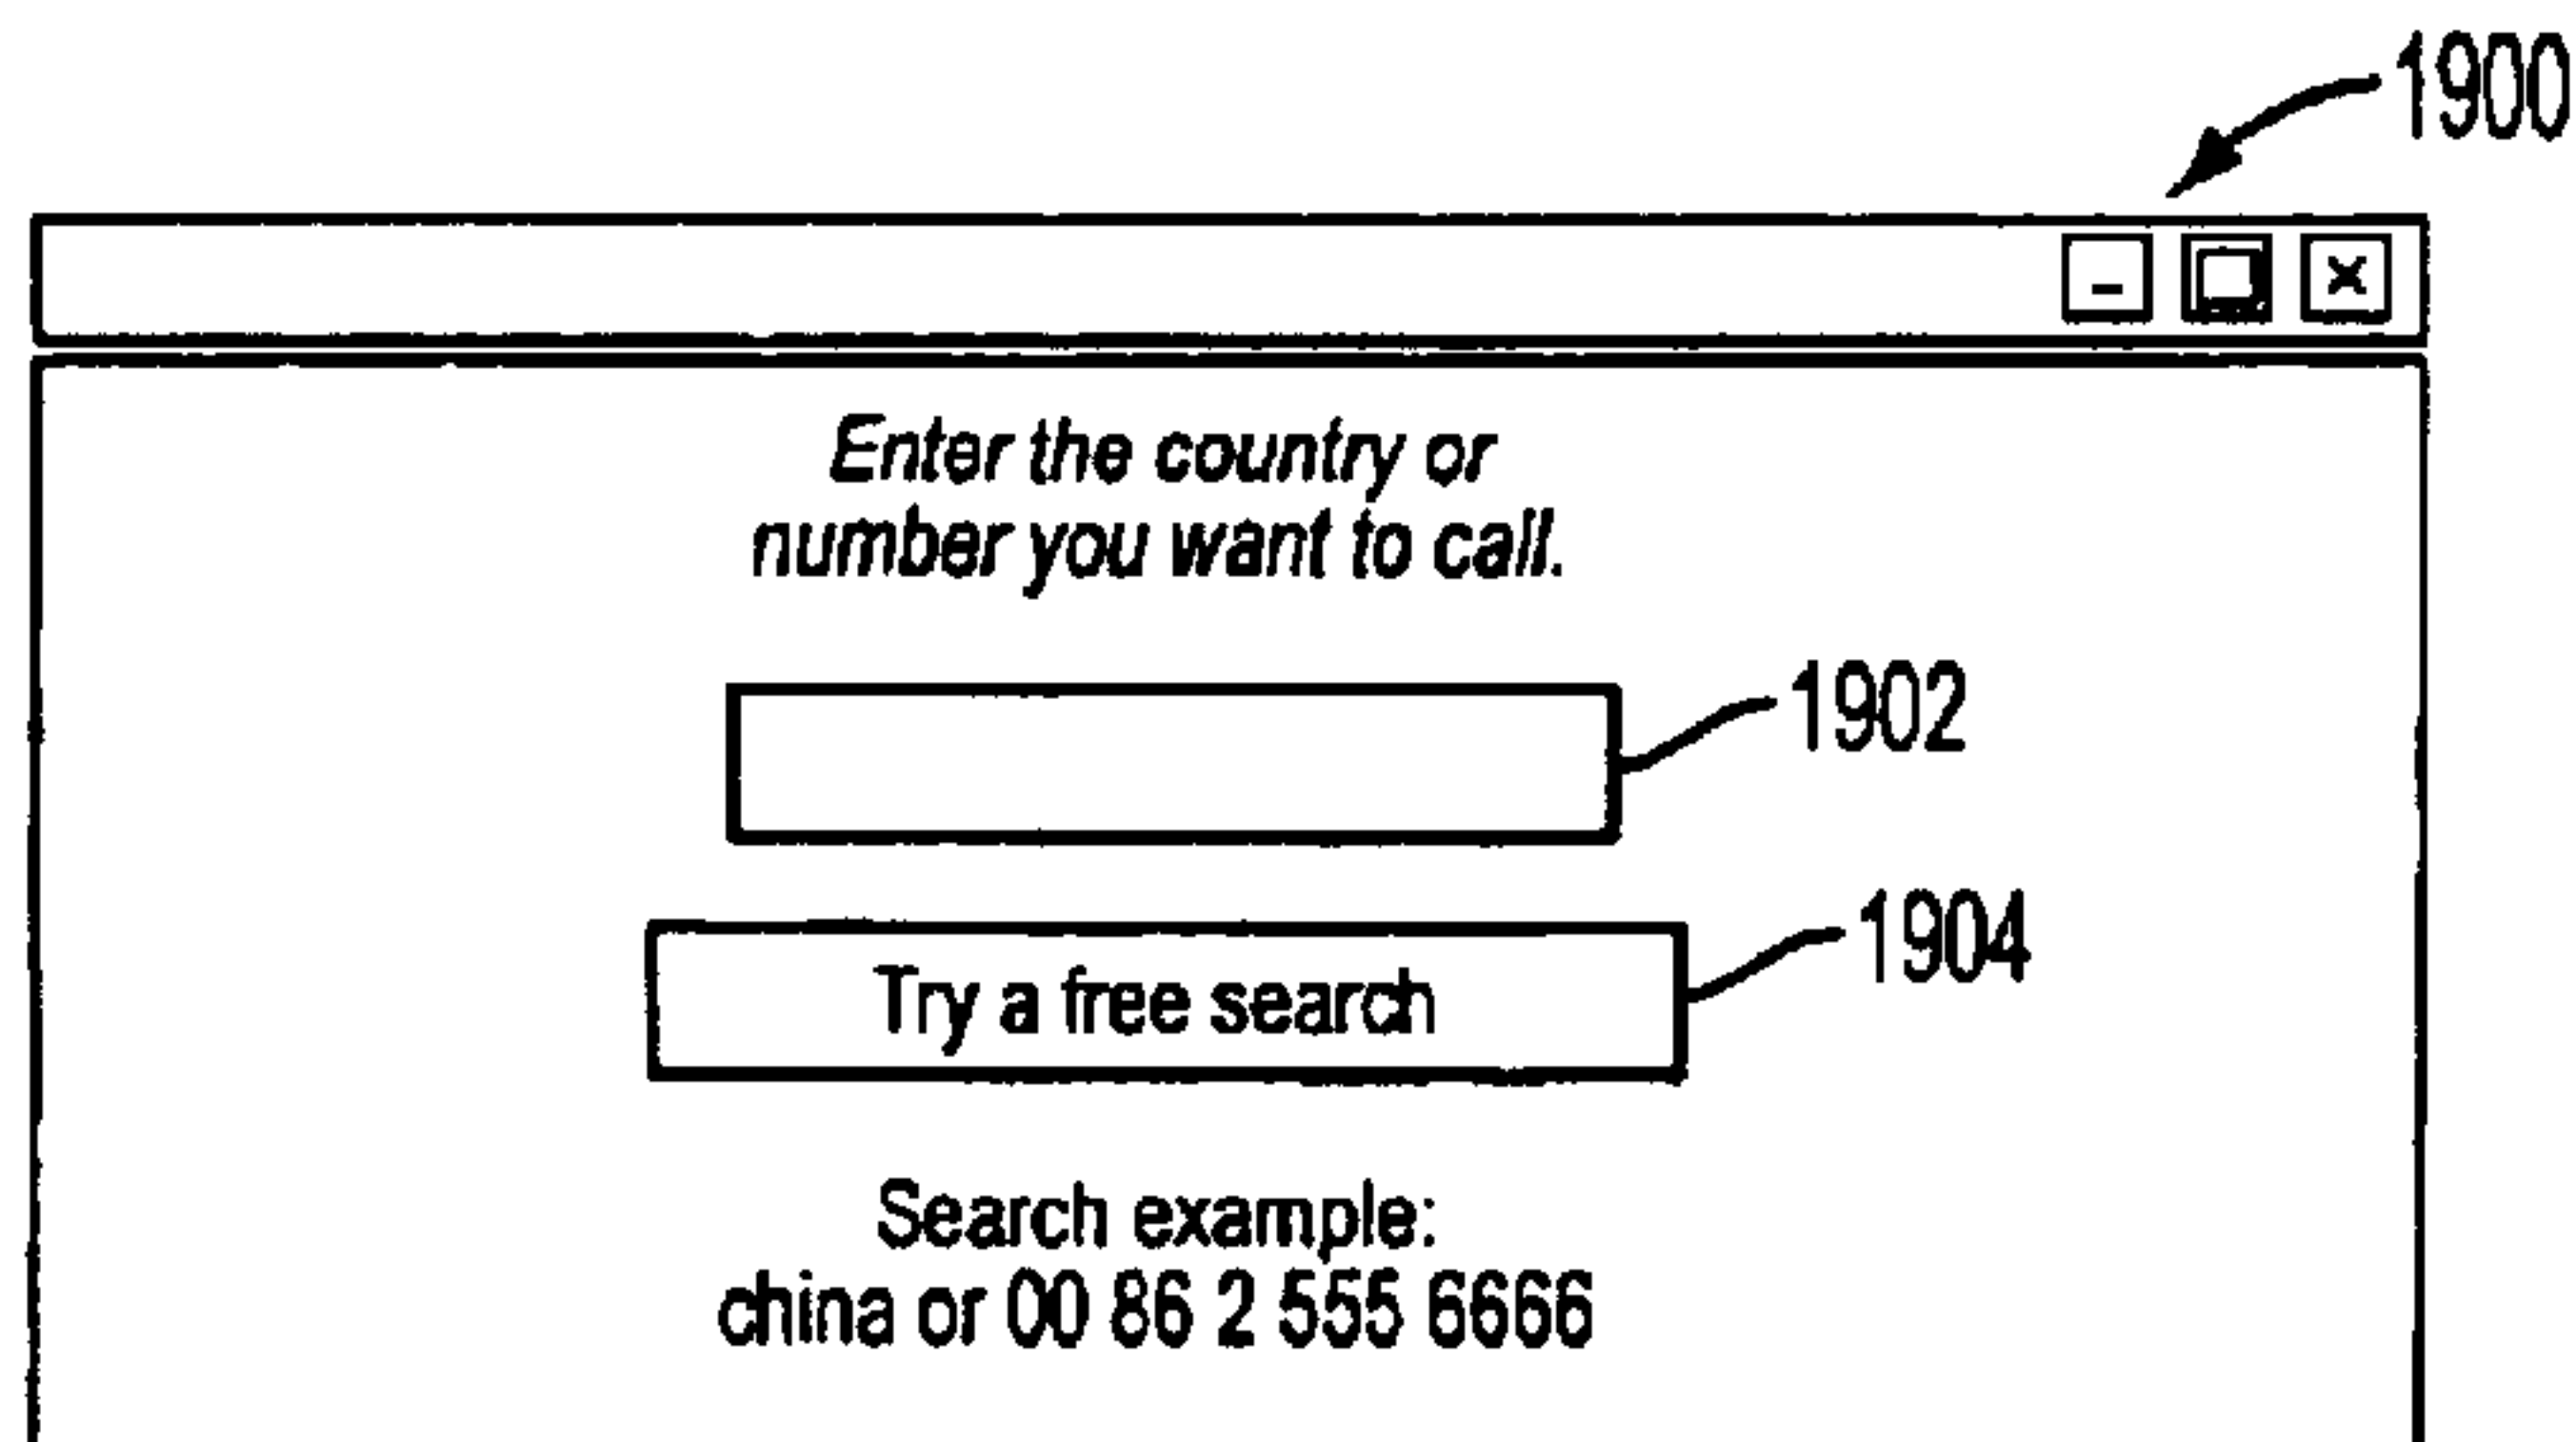 1900
Enter the country or
number you want to call.
1902
1904
Try a free search
Search example:
china or 00 86 2 555 6666